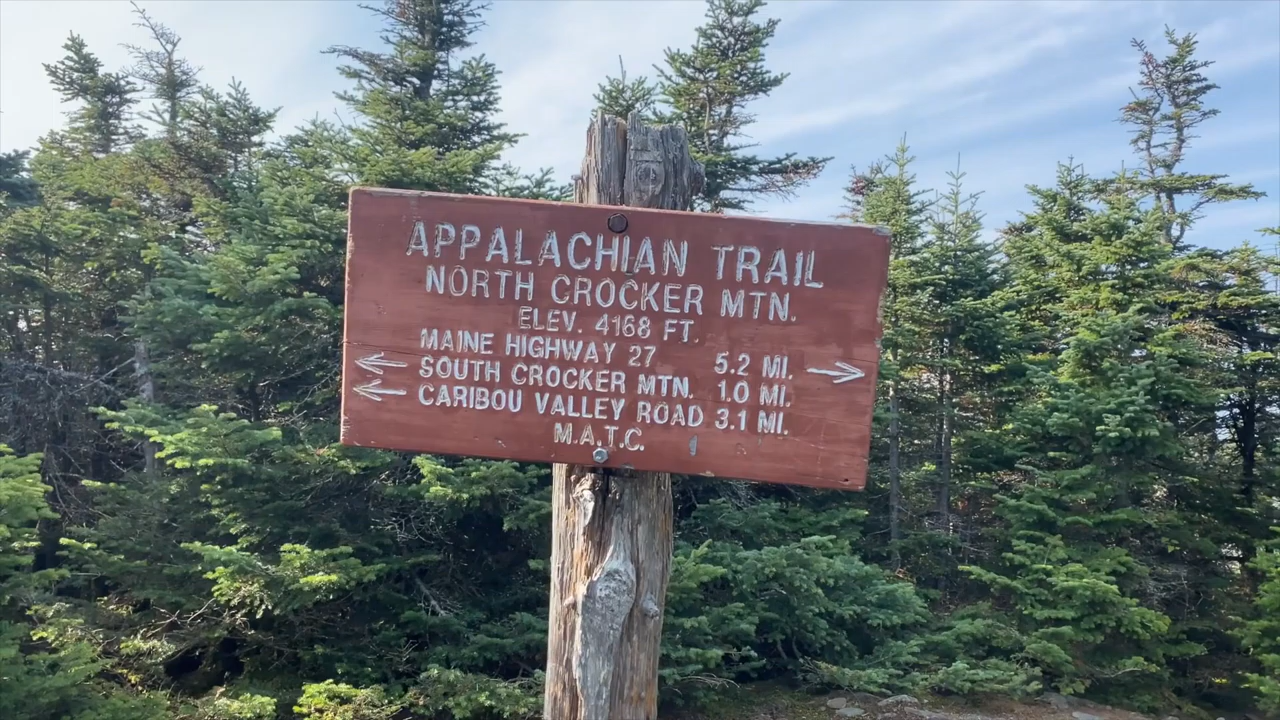 APPALACHIAN TRAIL
NORTH CROCKER MTN.
ELEV. 4168 FT.
MAINE HIGHWAY 27 5.2 MI.
SOUTH CROCKER MTN. 1.0 MI.
CARIBOU VALLEY ROAD 3.1 MI.
M.A.T.C.